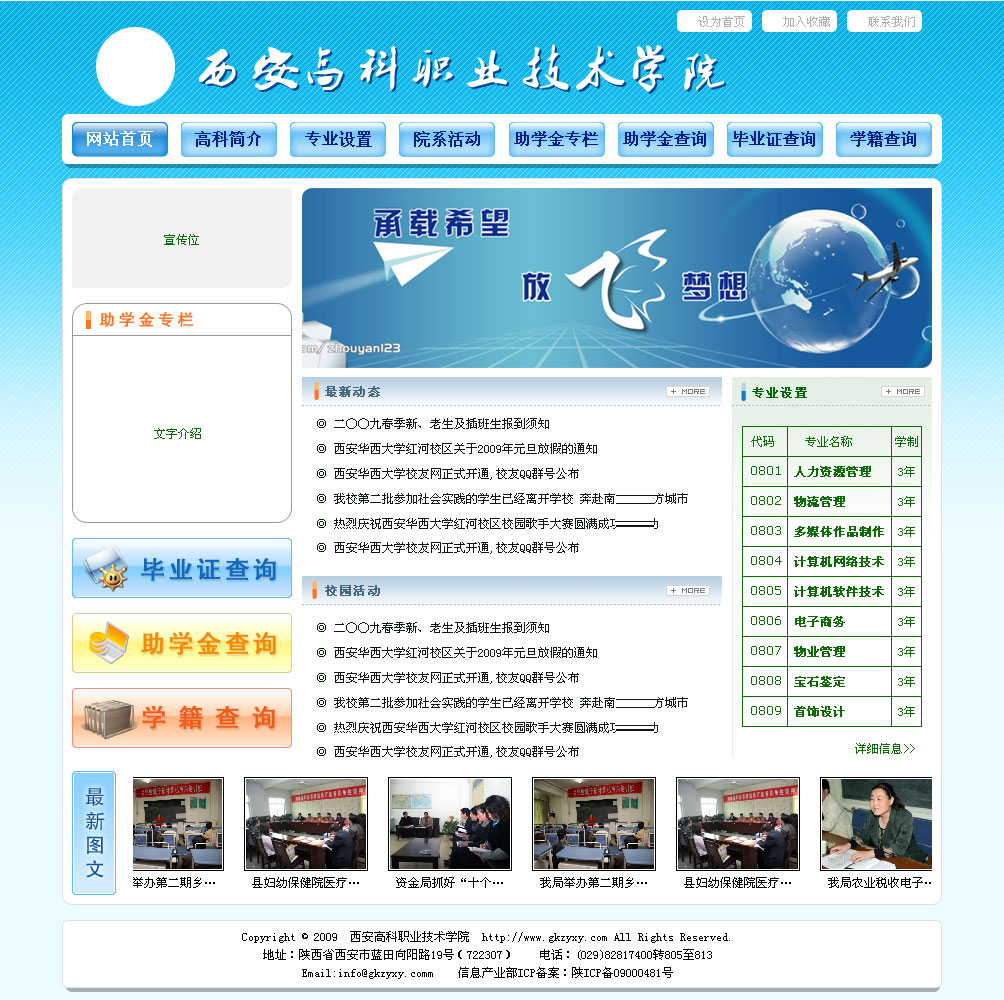 设为首页 加入收藏 联系我们
西安高科职业技术学院
网站首页 高科简介 专业设置 院系活动 助学金专栏 助学金查询 毕业证查询 学籍查询
宣传位
承载希望
放飞梦想
zhouyan123
助学金专栏
文字介绍
毕业证查询
助学金查询
学籍查询
最新动态 + MORE
二〇〇九春季新、老生及插班生报到须知
西安华西大学红河校区关于2009年元旦放假的通知
西安华西大学校友网正式开通,校友QQ群号公布
我校第二批参加社会实践的学生已经离开学校 奔赴南 方城市
热烈庆祝西安华西大学红河校区校园歌手大赛圆满成
西安华西大学校友网正式开通,校友QQ群号公布
校园活动 + MORE
二〇〇九春季新、老生及插班生报到须知
西安华西大学红河校区关于2009年元旦放假的通知
西安华西大学校友网正式开通,校友QQ群号公布
我校第二批参加社会实践的学生已经离开学校 奔赴南 方城市
热烈庆祝西安华西大学红河校区校园歌手大赛圆满成
西安华西大学校友网正式开通,校友QQ群号公布
专业设置 + MORE
代码 专业名称 学制
0801 人力资源管理 3年
0802 物流管理 3年
0803 多媒体作品制作 3年
0804 计算机网络技术 3年
0805 计算机软件技术 3年
0806 电子商务 3年
0807 物业管理 3年
0808 宝石鉴定 3年
0809 首饰设计 3年
详细信息>>
最新图文
举办第二期乡… 县妇幼保健院医疗… 资金局抓好“十个… 我局举办第二期乡… 县妇幼保健院医疗… 我局农业税收电子…
Copyright © 2009 西安高科职业技术学院 http://www.gkzyxy.com All Rights Reserved.
地址：陕西省西安市蓝田向阳路19号(722307) 电话：(029)82817400转805至813
Email:info@gkzyxy.comm 信息产业部ICP备案：陕ICP备09000481号